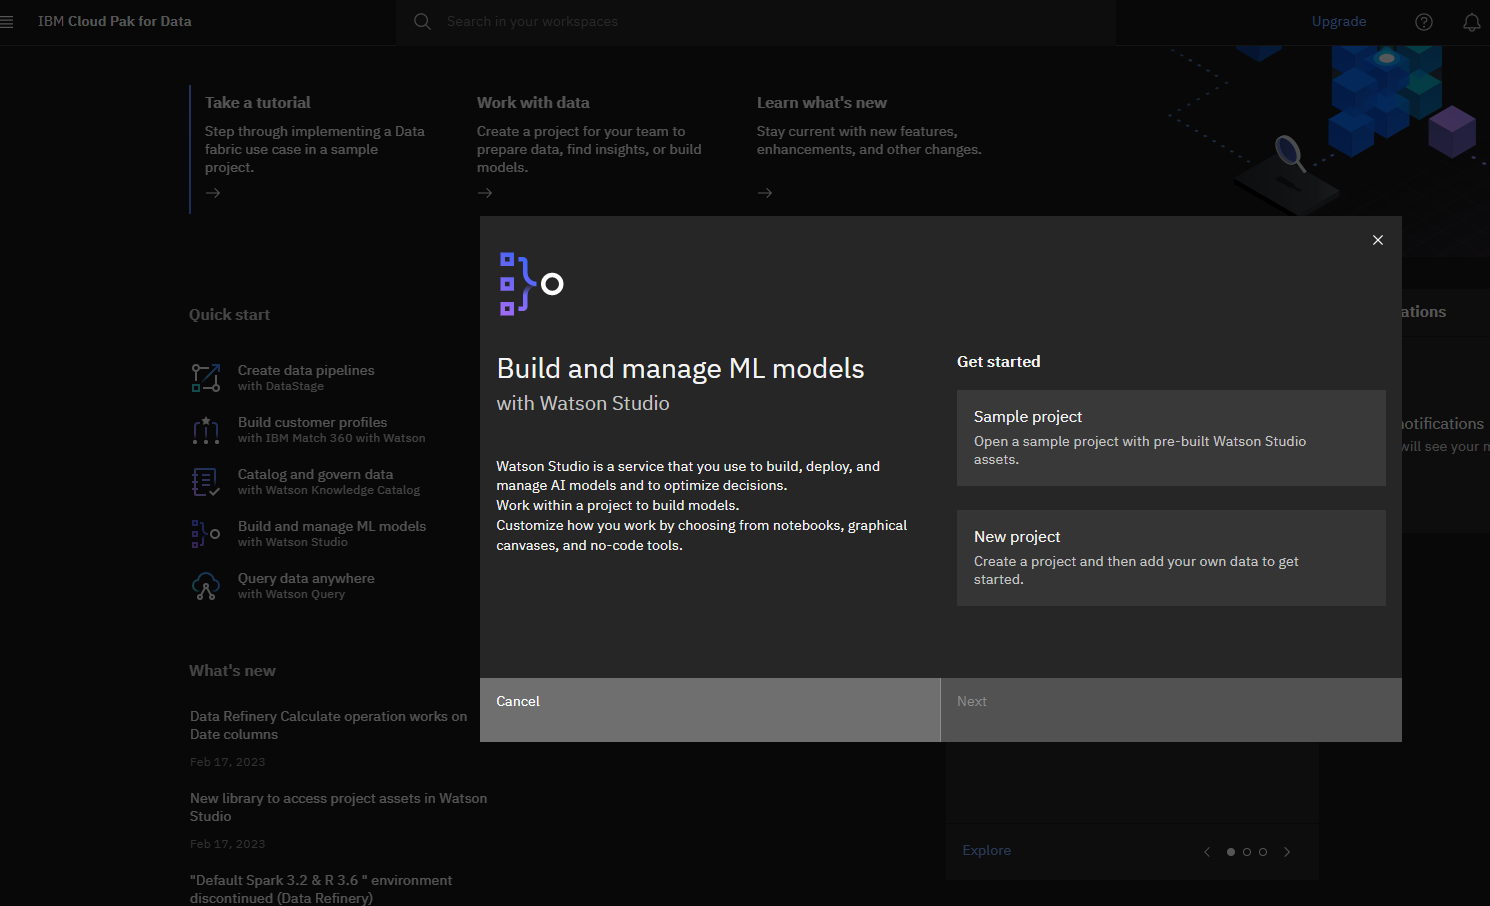 IBM Cloud Pak for Data
Search in your workspaces
Upgrade
Take a tutorial
Step through implementing a Data
fabric use case in a sample
project.
Work with data
Create a project for your team to
prepare data, find insights, or build
models.
Learn what's new
Stay current with new features,
enhancements, and other changes.
Quick start
Create data pipelines
with DataStage
Build customer profiles
with IBM Match 360 with Watson
Catalog and govern data
with Watson Knowledge Catalog
Build and manage ML models
with Watson Studio
Query data anywhere
with Watson Query
What's new
Data Refinery Calculate operation works on
Date columns
Feb 17, 2023
New library to access project assets in Watson
Studio
Feb 17, 2023
"Default Spark 3.2 & R 3.6 " environment
discontinued (Data Refinery)
Build and manage ML models
with Watson Studio
Watson Studio is a service that you use to build, deploy, and
manage AI models and to optimize decisions.
Work within a project to build models.
Customize how you work by choosing from notebooks, graphical
canvases, and no-code tools.
Get started
Sample project
Open a sample project with pre-built Watson Studio
assets.
New project
Create a project and then add your own data to get
started.
Cancel
Next
ations
notifications
will see your
Explore